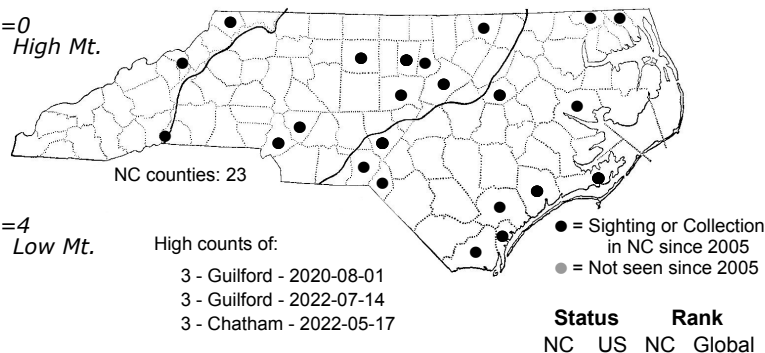 =0
High Mt.
NC counties: 23
=4
Low Mt.
High counts of:
3 - Guilford - 2020-08-01
3 - Guilford - 2022-07-14
3 - Chatham - 2022-05-17
● = Sighting or Collection
in NC since 2005
● = Not seen since 2005
Status Rank
NC US NC Global